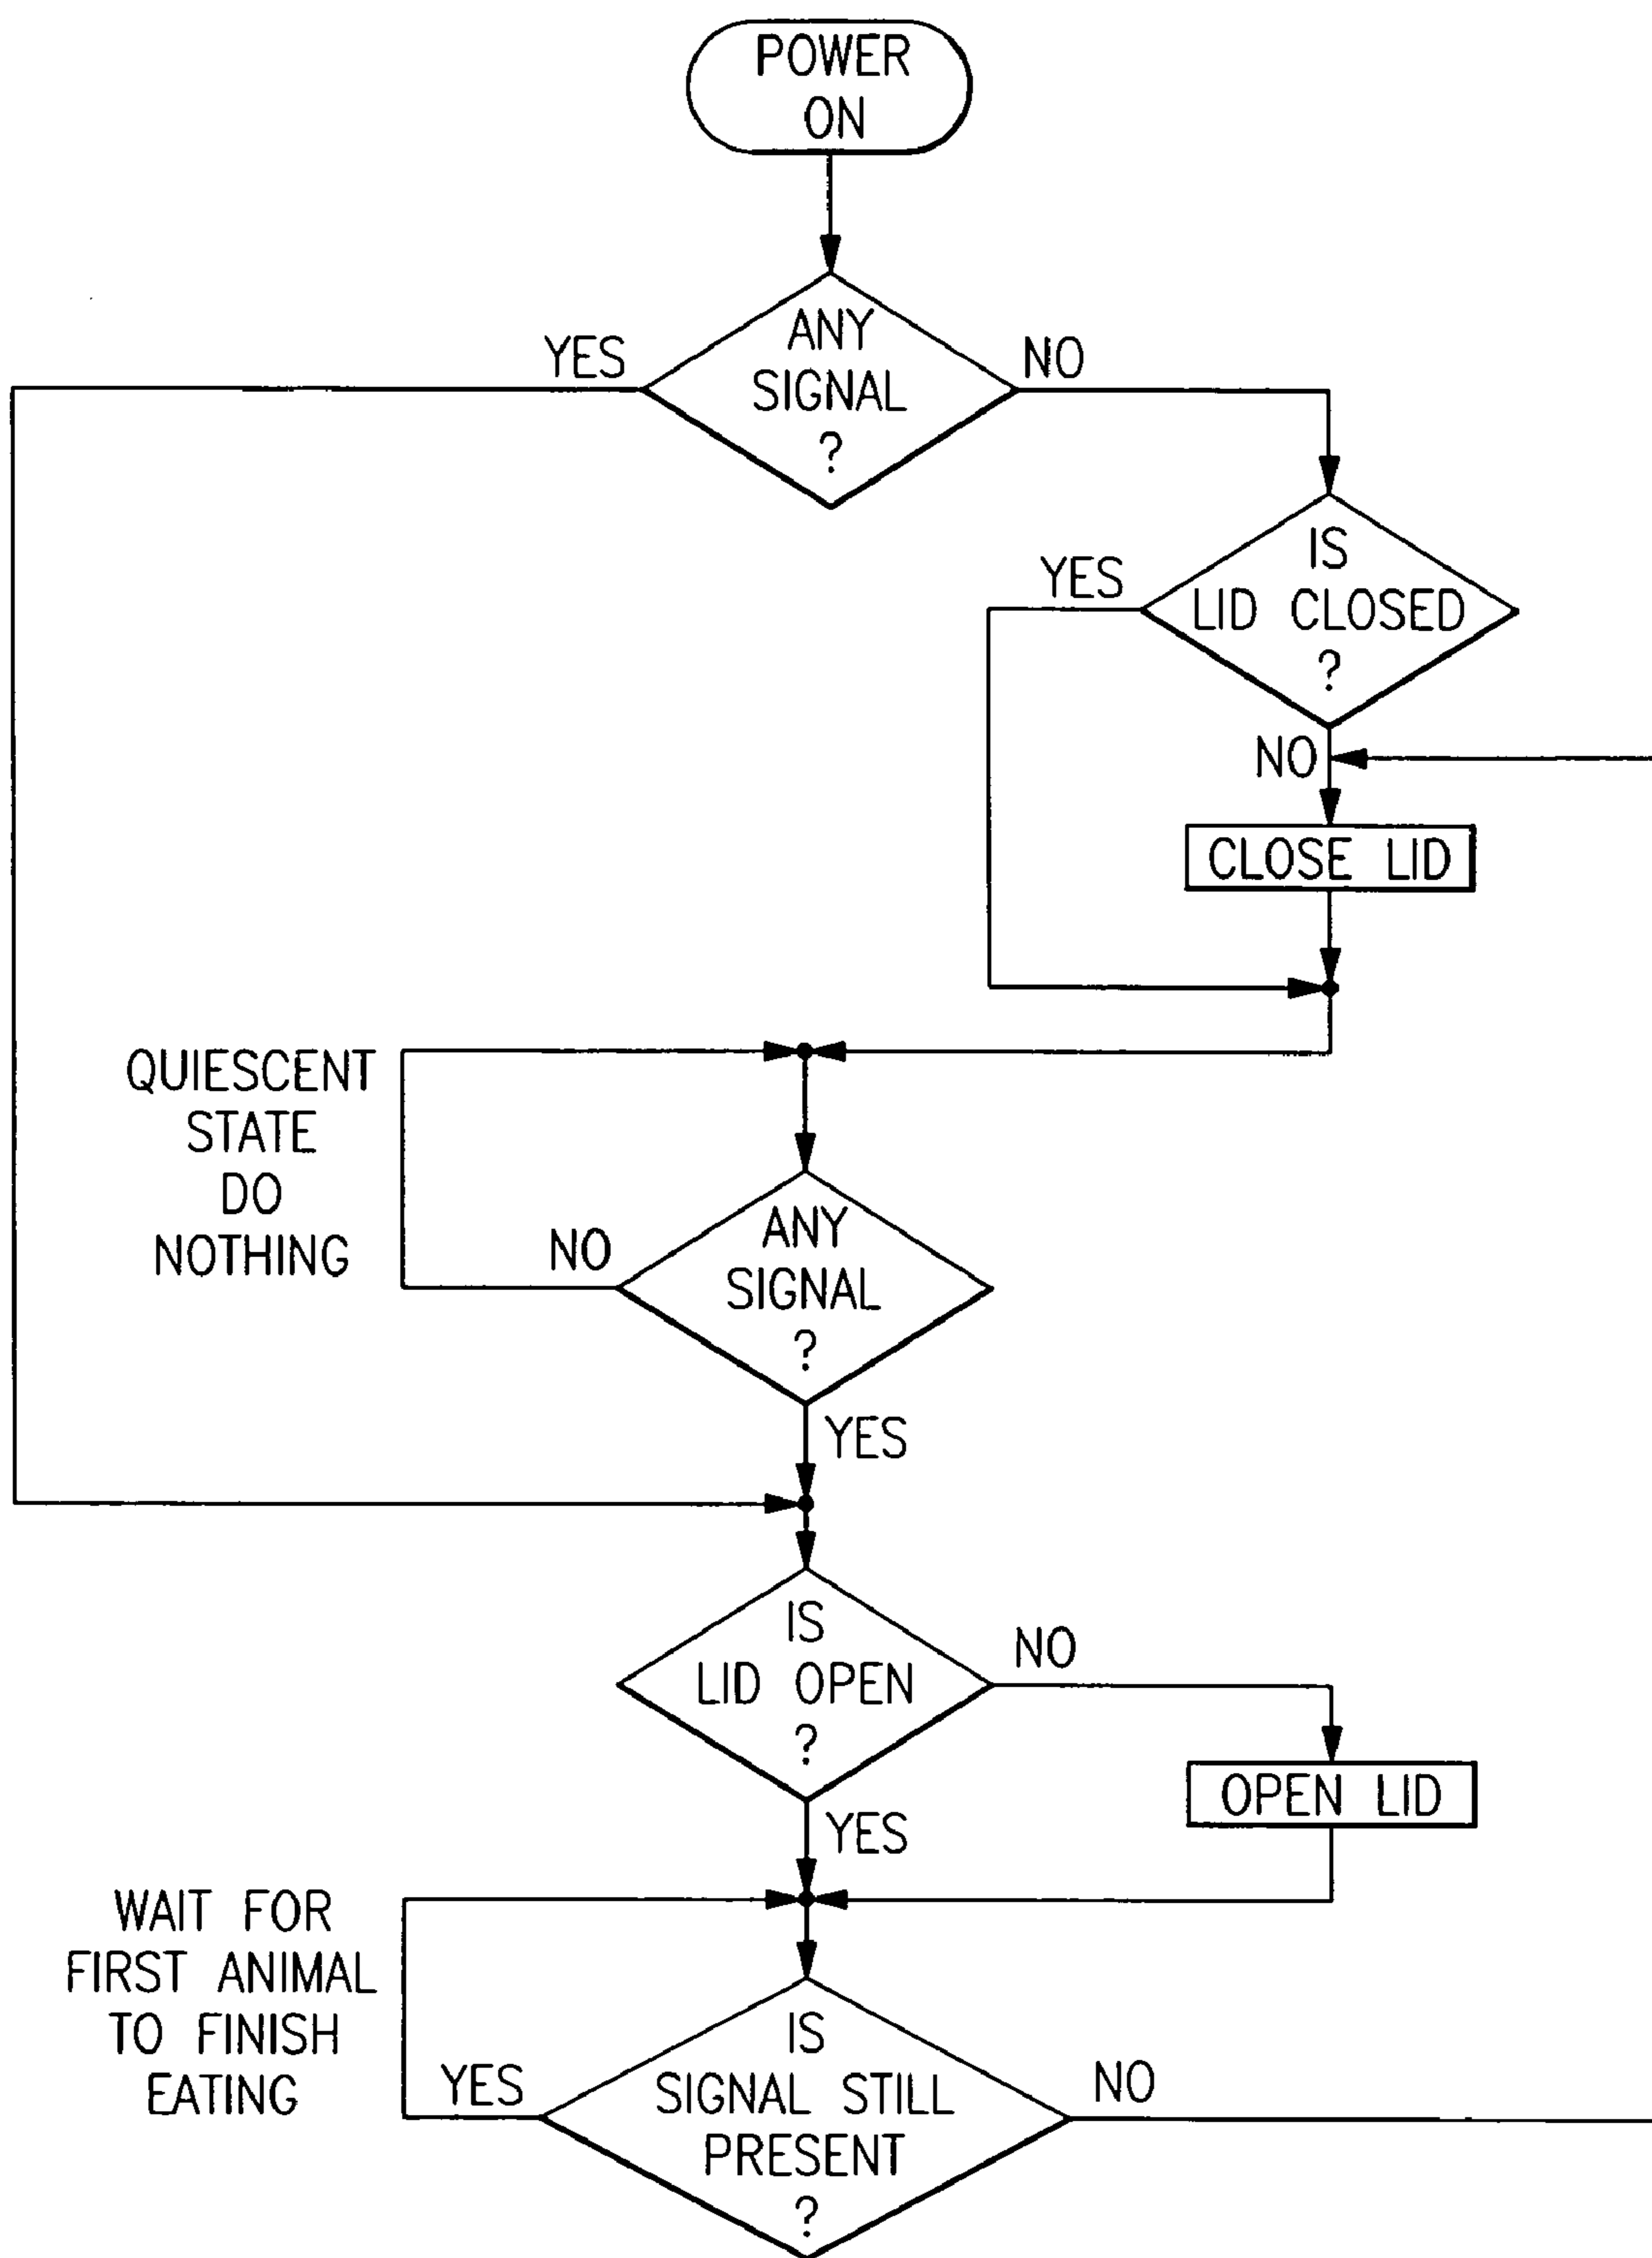 POWER
ON
ANY
SIGNAL
?
YES
NO
IS
LID CLOSED
?
YES
NO
CLOSE LID
QUIESCENT
STATE
DO
NOTHING
ANY
SIGNAL
?
NO
YES
IS
LID OPEN
?
NO
OPEN LID
YES
WAIT FOR
FIRST ANIMAL
TO FINISH
EATING
YES
IS
SIGNAL STILL
PRESENT
?
NO